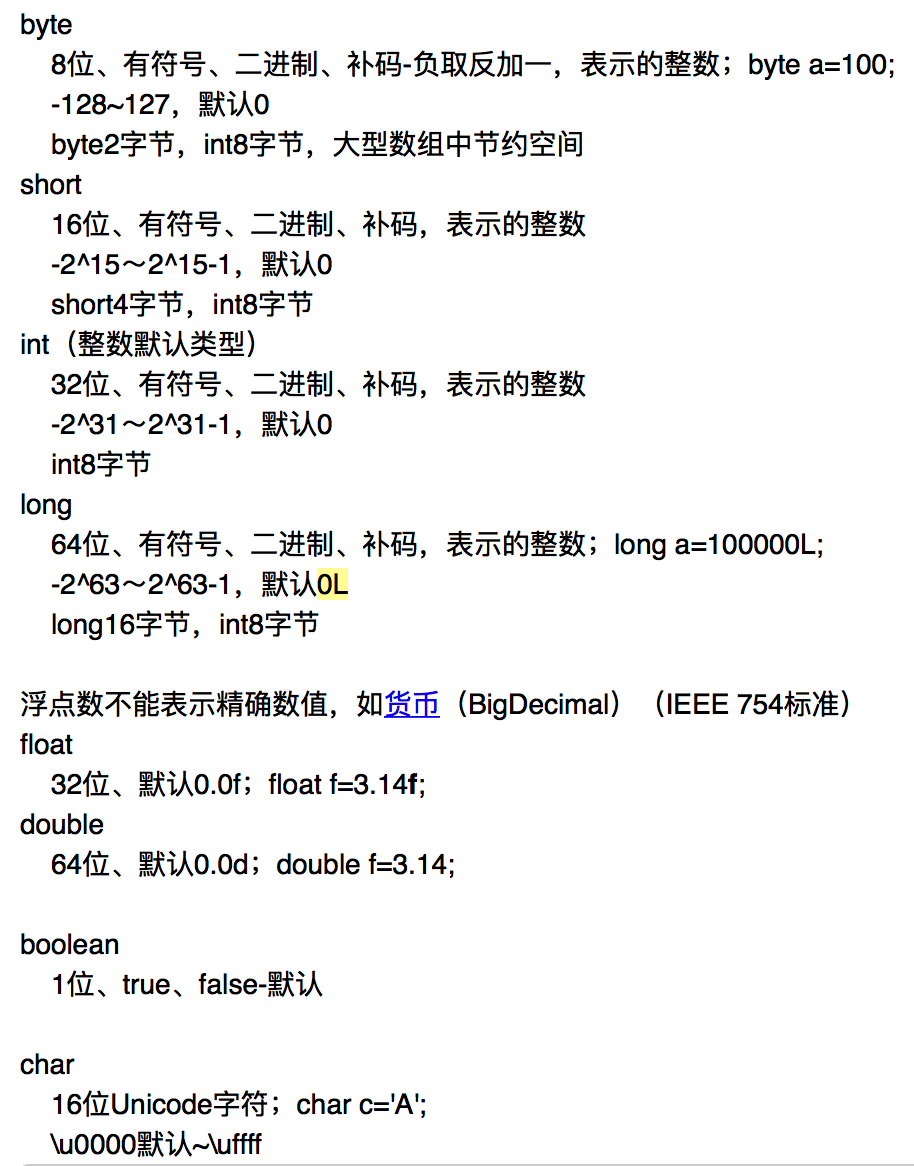 byte
8位、有符号、二进制、补码-负取反加一，表示的整数；byte a=100;
-128~127，默认0
byte2字节，int8字节，大型数组中节约空间
short
16位、有符号、二进制、补码，表示的整数
-2^15～2^15-1，默认0
short4字节，int8字节
int（整数默认类型）
32位、有符号、二进制、补码，表示的整数
-2^31～2^31-1，默认0
int8字节
long
64位、有符号、二进制、补码，表示的整数；long a=100000L;
-2^63～2^63-1，默认0L
long16字节，int8字节
浮点数不能表示精确数值，如货币（BigDecimal）（IEEE 754标准）
float
32位、默认0.0f；float f=3.14f;
double
64位、默认0.0d；double f=3.14;
boolean
1位、true、false-默认
char
16位Unicode字符；char c='A';
\u0000默认~\uffff